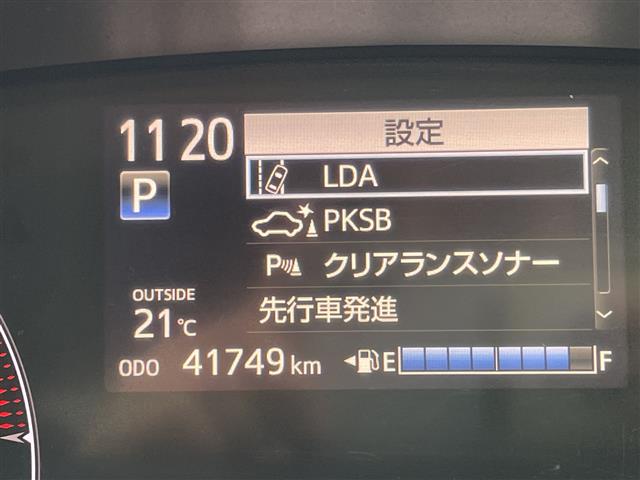 設定
11 20
LDA
P
PKSB
P クリアランスソナー
OUTSIDE
21℃
先行車発進
ODO 41749 km
E F